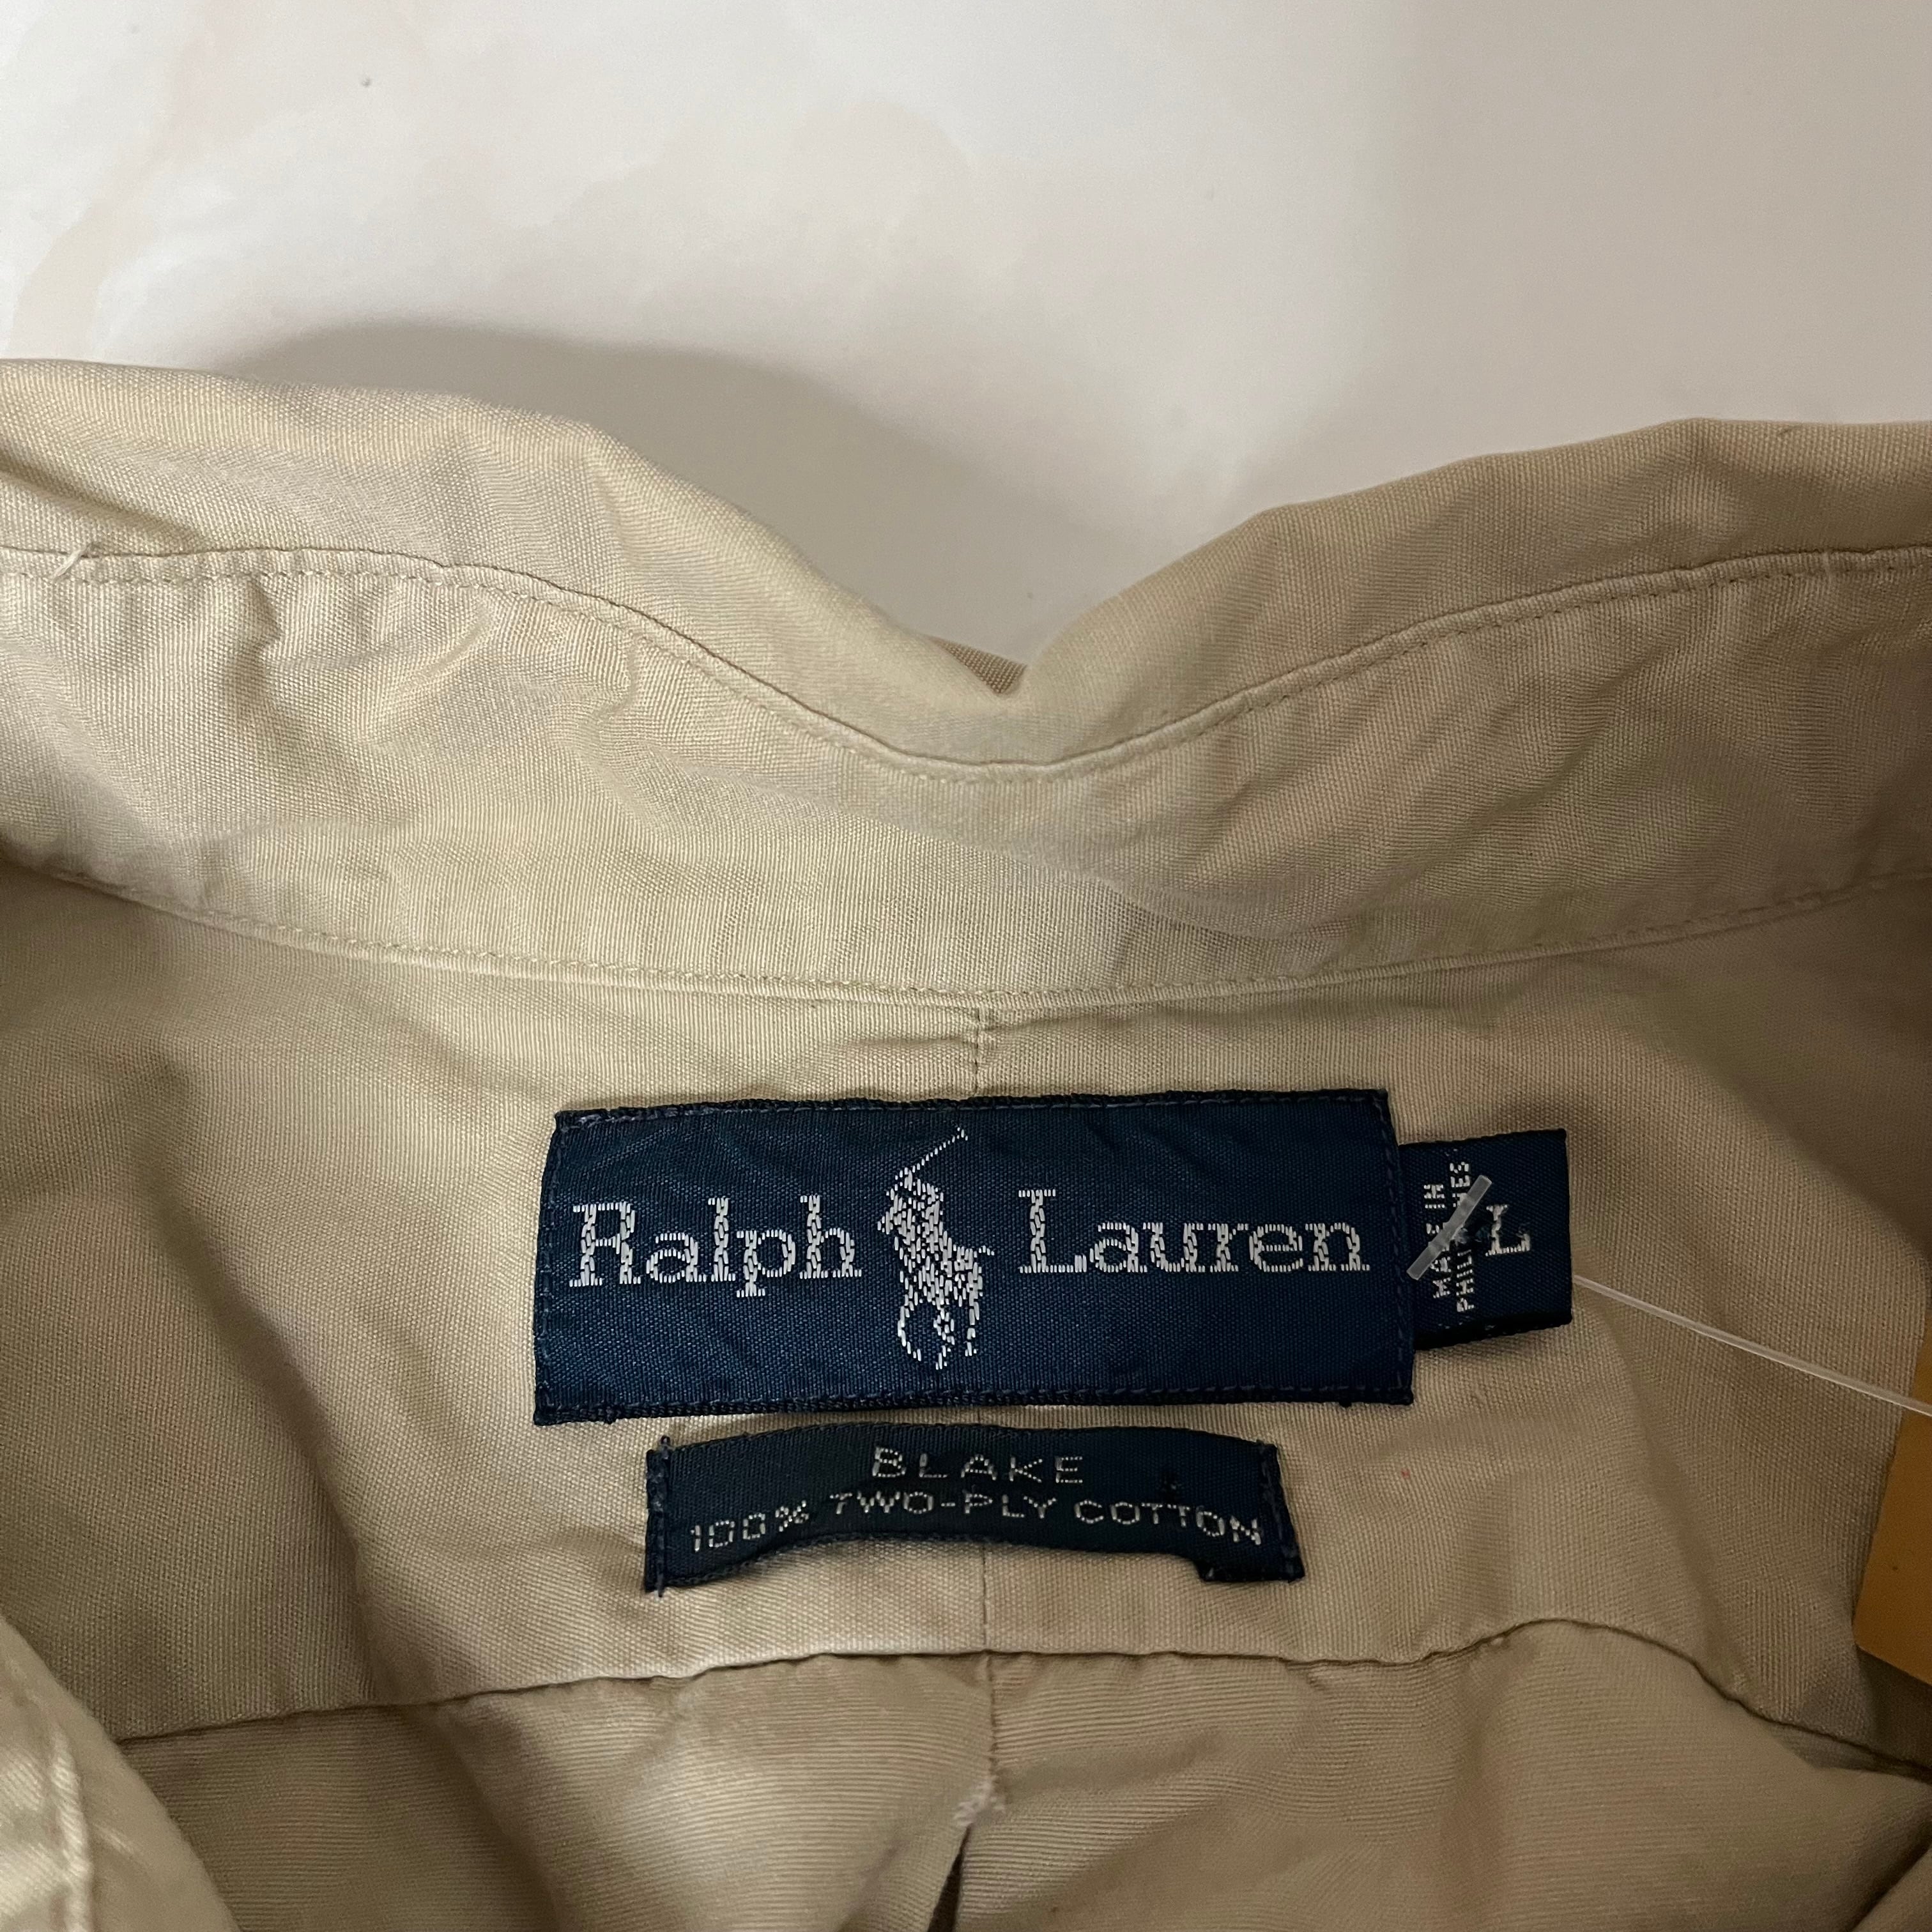 Ralph Lauren
MADE IN
PHILIPPINES
L
BLAKE
100% TWO-PLY COTTON